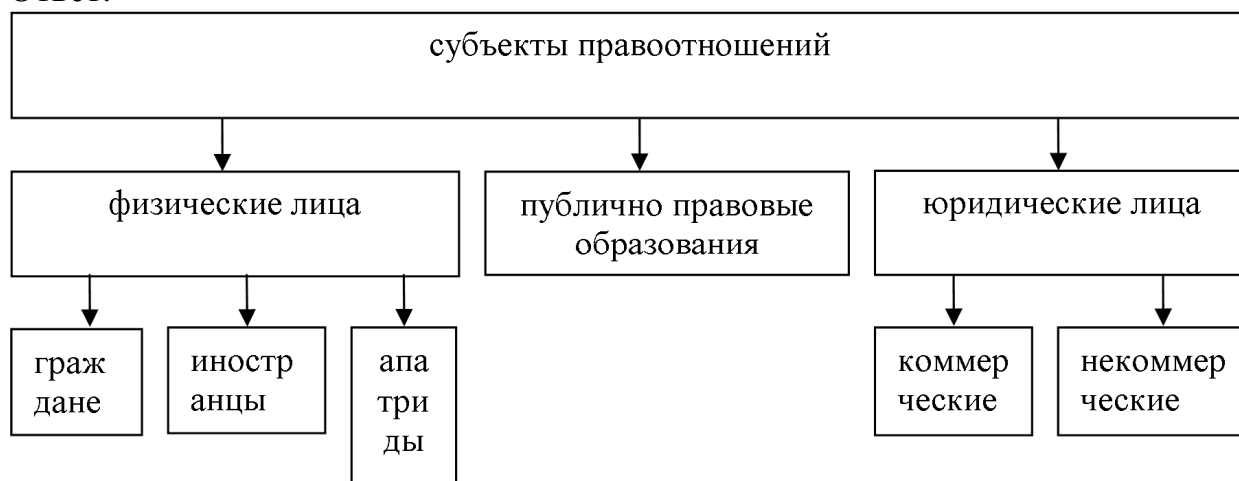 субъекты правоотношений
физические лица
публично правовые
образования
юридические лица
граж
дане
иностр
анцы
апа
три
ды
коммер
ческие
некоммер
ческие